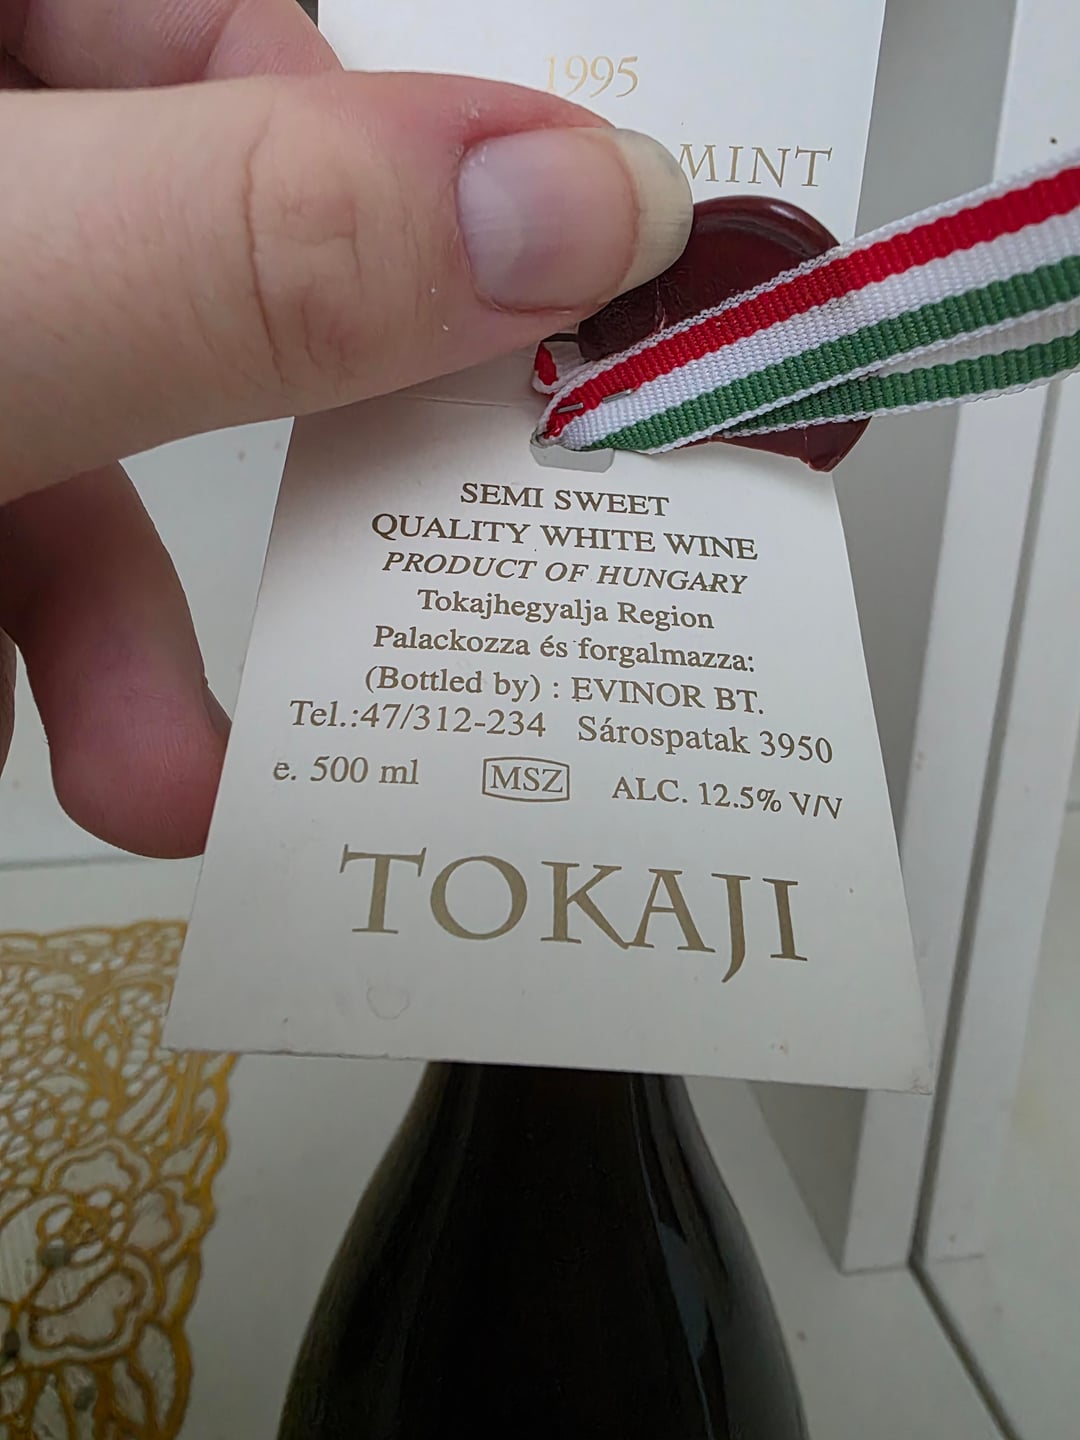 1995
MINT
SEMI SWEET
QUALITY WHITE WINE
PRODUCT OF HUNGARY
Tokajhegyalja Region
Palackozza és forgalmazza:
(Bottled by) : EVINOR BT.
Tel.:47/312-234 Sárospatak 3950
e. 500 ml MSZ ALC. 12.5% V/V
TOKAJI